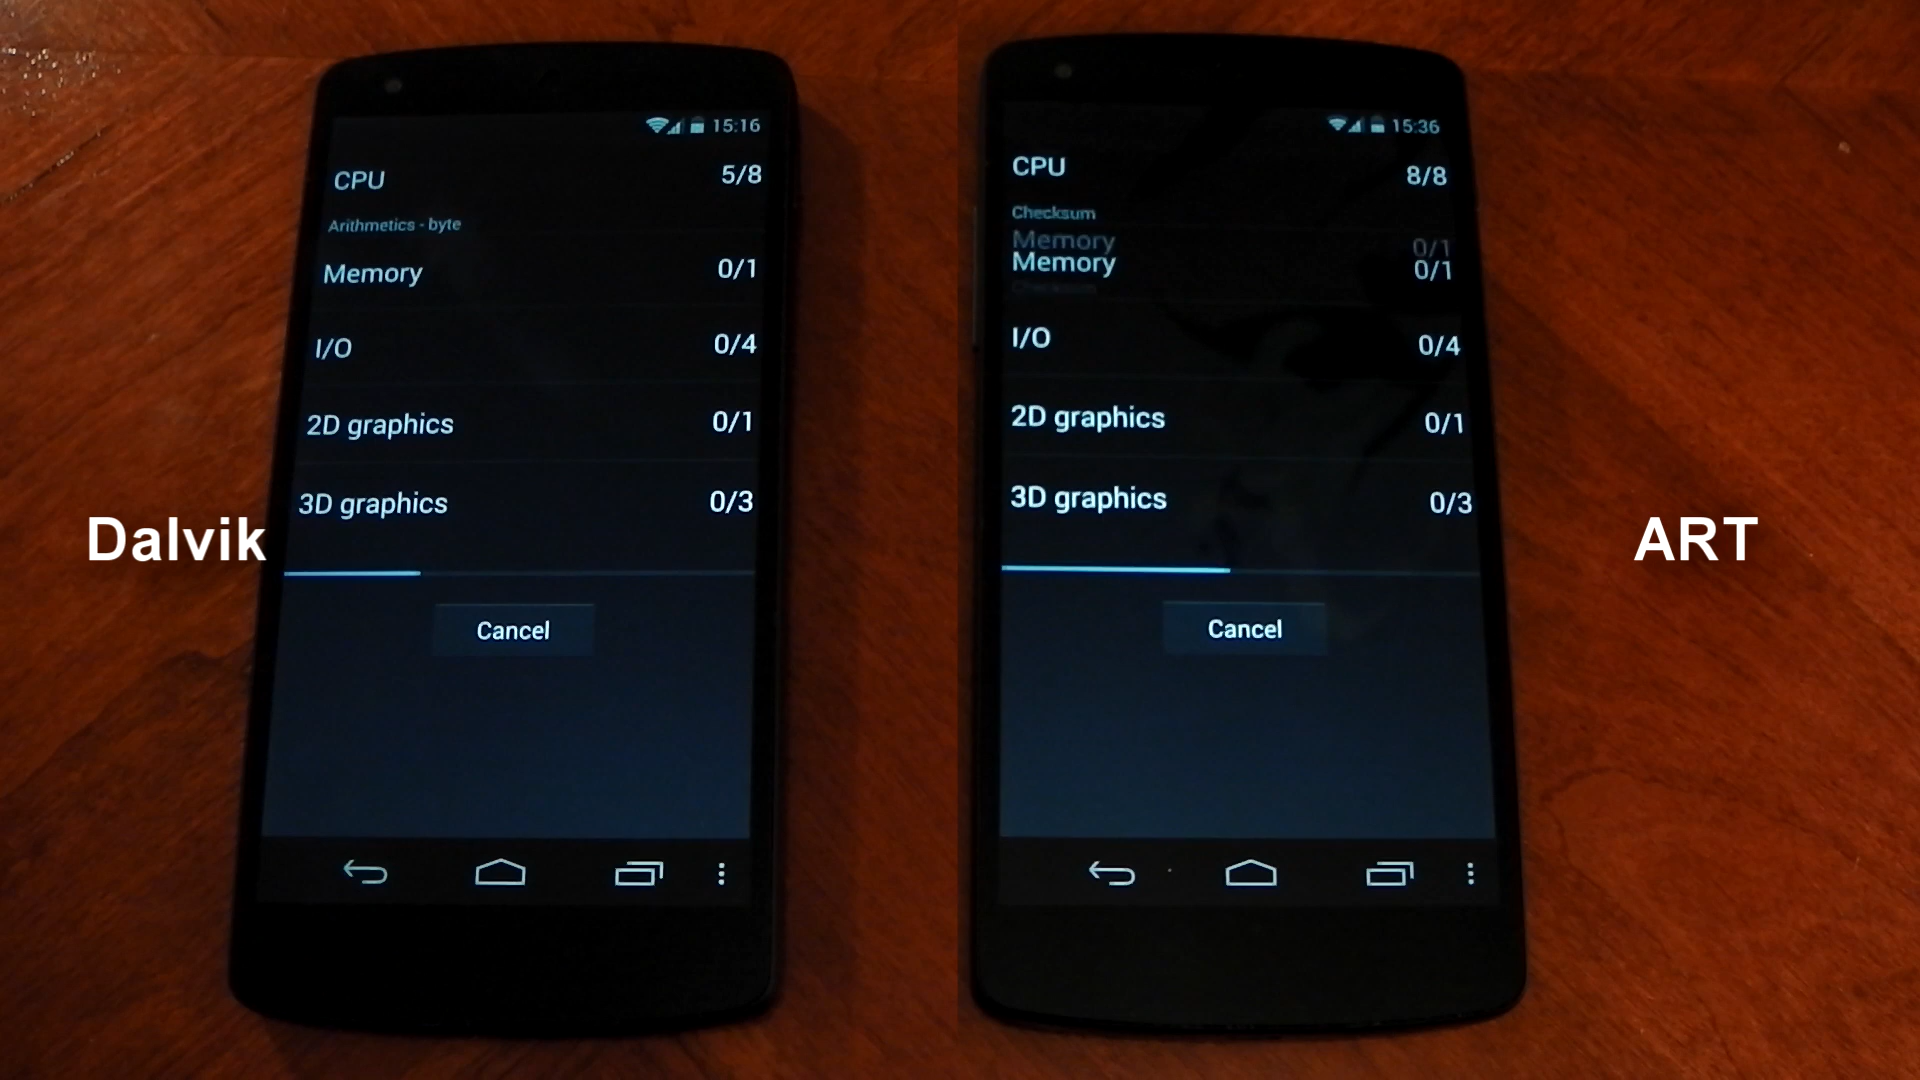 15:16
CPU 5/8
Arithmetics - byte
Memory 0/1
I/O 0/4
2D graphics 0/1
3D graphics 0/3
Cancel
Dalvik
15:36
CPU 8/8
Checksum
Memory 0/1
Memory 0/1
Checksum
I/O 0/4
2D graphics 0/1
3D graphics 0/3
Cancel
ART